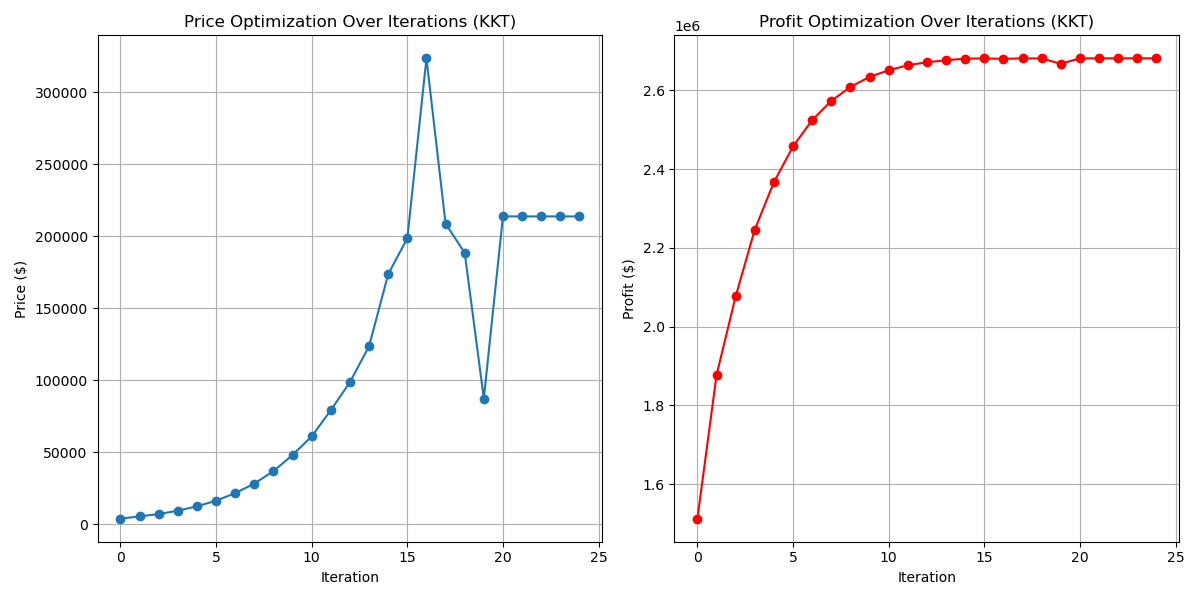 Price Optimization Over Iterations (KKT)
Price ($)
300000
250000
200000
150000
100000
50000
0
0 5 10 15 20 25
Iteration
Profit Optimization Over Iterations (KKT)
1e6
Profit ($)
2.6
2.4
2.2
2.0
1.8
1.6
0 5 10 15 20 25
Iteration